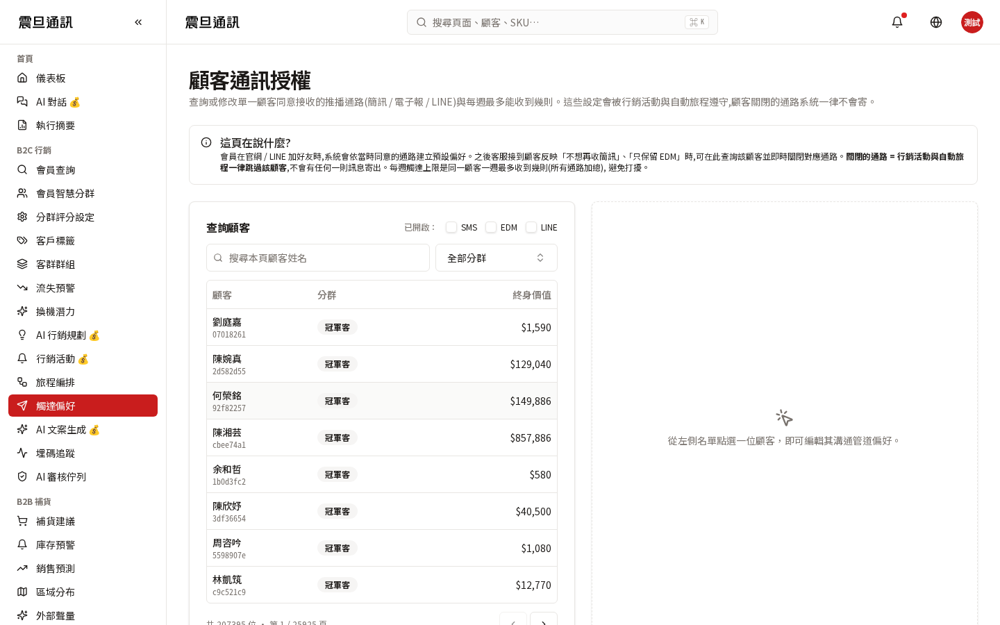 震旦通訊
震旦通訊
搜尋頁面、顧客、SKU…
⌘ K
測試
首頁
儀表板
AI 對話 💰
執行摘要
B2C 行銷
會員查詢
會員智慧分群
分群評分設定
客戶標籤
客群群組
流失預警
換機潛力
AI 行銷規劃 💰
行銷活動 💰
旅程編排
觸達偏好
AI 文案生成 💰
埋碼追蹤
AI 審核佇列
B2B 補貨
補貨建議
庫存預警
銷售預測
區域分布
外部聲量
顧客通訊授權
查詢或修改單一顧客同意接收的推播通路(簡訊 / 電子報 / LINE)與每週最多能收到幾則。這些設定會被行銷活動與自動旅程遵守,顧客關閉的通路系統一律不會寄。
這頁在說什麼?
會員在官網 / LINE 加好友時,系統會依當時同意的通路建立預設偏好。之後客服接到顧客反映「不想再收簡訊」、「只保留 EDM」時,可在此查詢該顧客並即時關閉對應通路。關閉的通路 = 行銷活動與自動旅
程一律跳過該顧客,不會有任何一則訊息寄出。每週觸達上限是同一顧客一週最多收到幾則(所有通路加總), 避免打擾。
查詢顧客
已開啟：
SMS
EDM
LINE
搜尋本頁顧客姓名
全部分群
顧客 分群 終身價值
劉庭嘉
07018261
冠軍客
$1,590
陳婉真
2d582d55
冠軍客
$129,040
何榮銘
92f82257
冠軍客
$149,886
陳湘芸
cbee74a1
冠軍客
$857,886
余和哲
1b0d3fc2
冠軍客
$580
陳欣妤
3df36654
冠軍客
$40,500
周咨吟
5598907e
冠軍客
$1,080
林凱筑
c9c521c9
冠軍客
$12,770
共 207395 位 · 第 1 / 25925 頁
從左側名單點選一位顧客，即可編輯其溝通管道偏好。